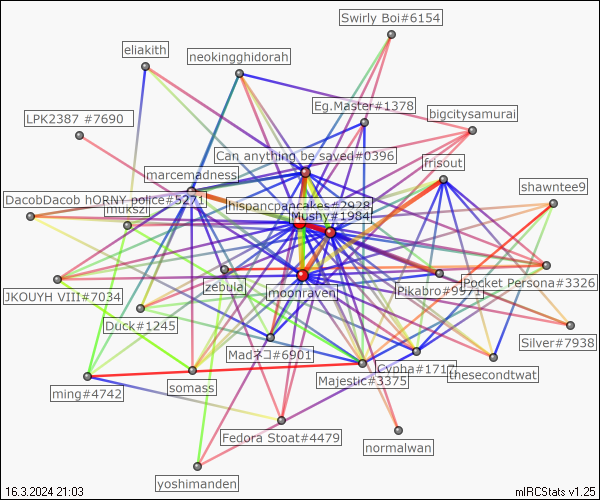 Swirly Boi#6154
eliakith
neokingghidorah
Eg.Master#1378
LPK2387 #7690
bigcitysamurai
Can anything be saved#0396
frisout
marcemadness
shawntee9
DacobDacob hORNY police#5271
hispancpancakes#2928
mukszi
Mushy#1984
zebula
moonraven
Rikabro#9971
Pocket Persona#3326
JKOUYH VIII#7034
Duck#1245
Silver#7938
Madネコ#6901
Majestic#3375
Cypha#1717
thesecondtwat
ming#4742
somass
Fedora Stoat#4479
normalwan
yoshimanden
16.3.2024 21:03
mIRCStats v1.25